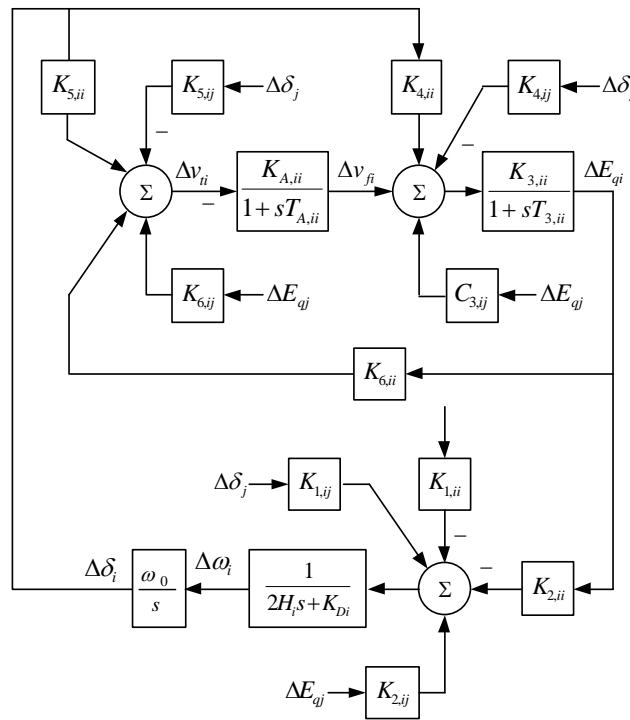 K_{5,ii}
K_{5,ij}
Δδ_j
K_{4,ii}
K_{4,ij}
Δδ
−
−
Σ
Δv_{ti}
−
K_{A,ii}
1+sT_{A,ii}
Δv_{fi}
Σ
K_{3,ii}
1+sT_{3,ii}
ΔE_{qi}
K_{6,ij}
ΔE_{qj}
C_{3,ij}
ΔE_{qj}
K_{6,ii}
Δδ_j
K_{1,ij}
K_{1,ii}
−
−
Δδ_i
ω_0
s
Δω_i
1
2H_is+K_{Di}
Σ
K_{2,ii}
ΔE_{qj}
K_{2,ij}